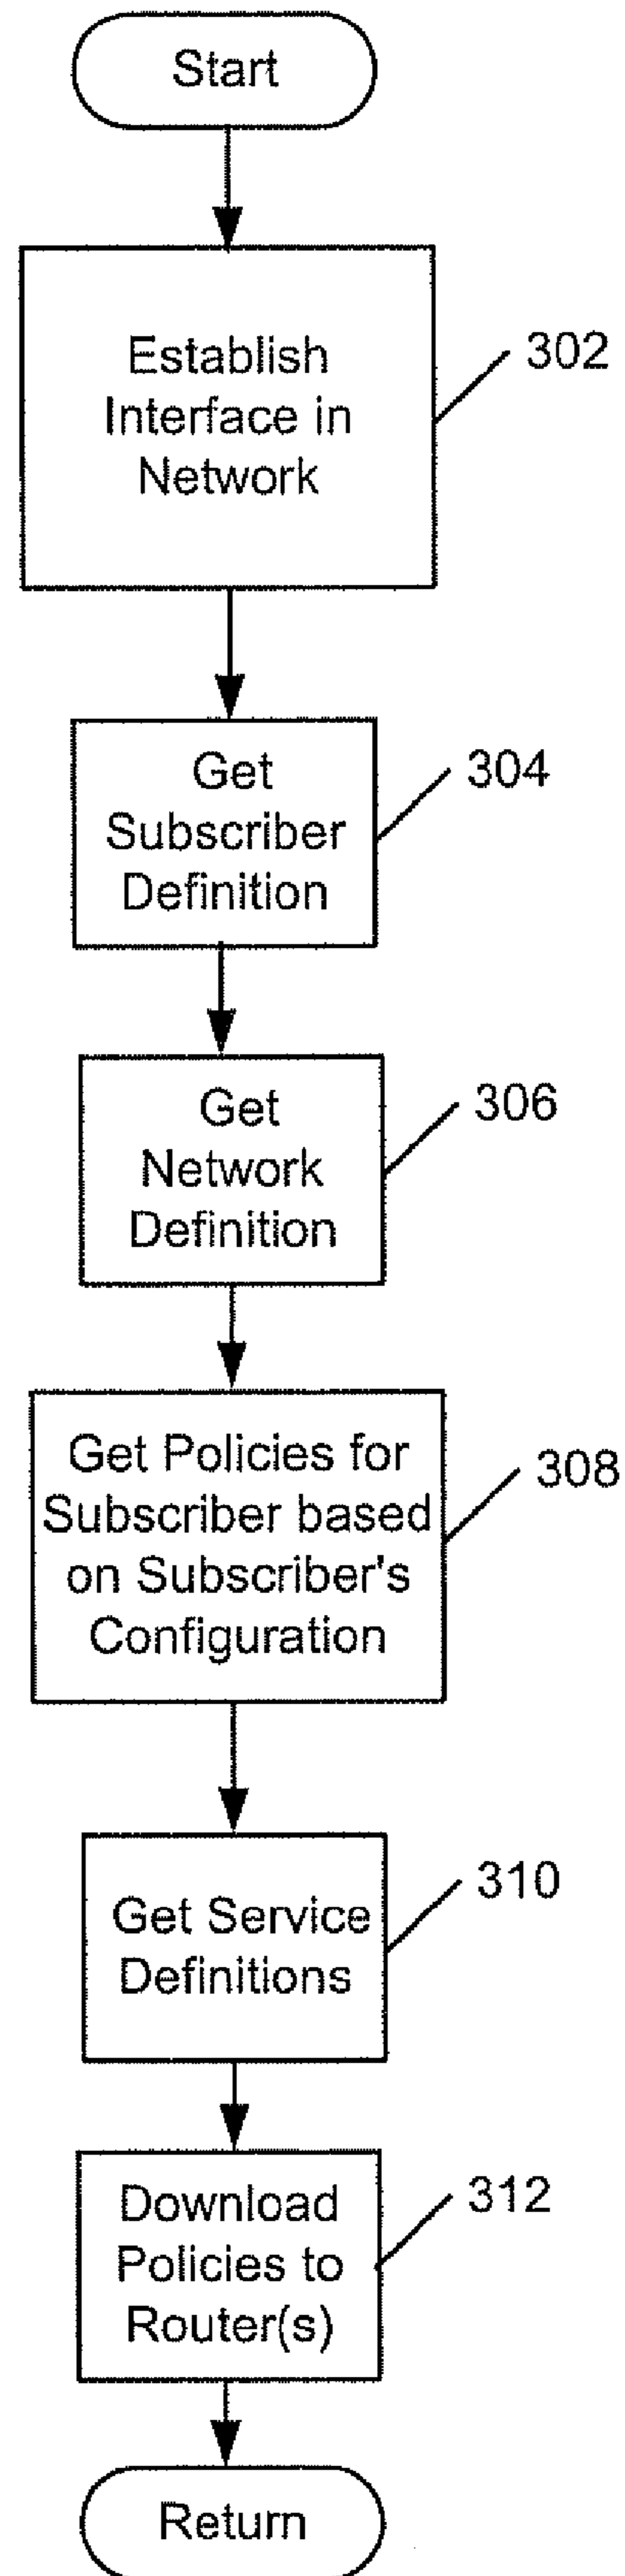 Start
Establish
Interface in
Network
302
Get
Subscriber
Definition
304
Get
Network
Definition
306
Get Policies for
Subscriber based
on Subscriber's
Configuration
308
Get Service
Definitions
310
Download
Policies to
Router(s)
312
Return